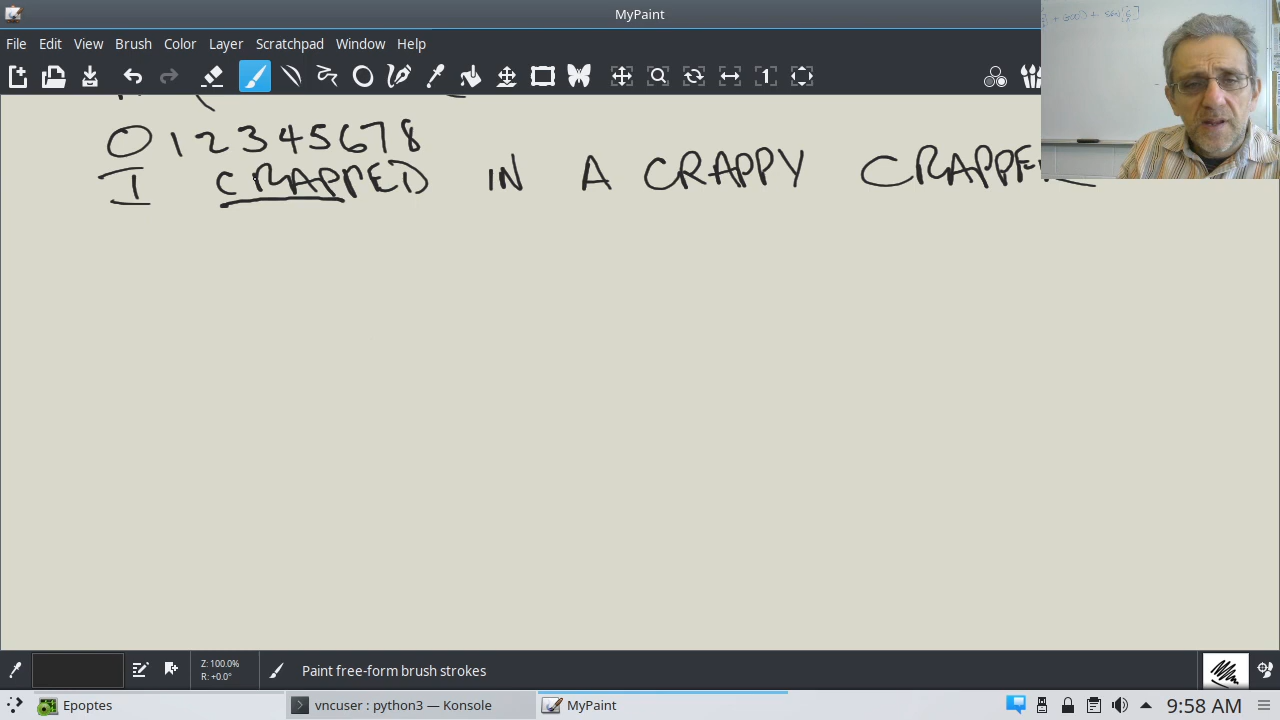 MyPaint
File Edit View Brush Color Layer Scratchpad Window Help
1
0 1 2 3 4 5 6 7 8
I CRAPPED IN A CRAPPY CRAPPE
Z: 100.0%
R: +0.0°
Paint free-form brush strokes
Epoptes
vncuser : python3 — Konsole
MyPaint
9:58 AM